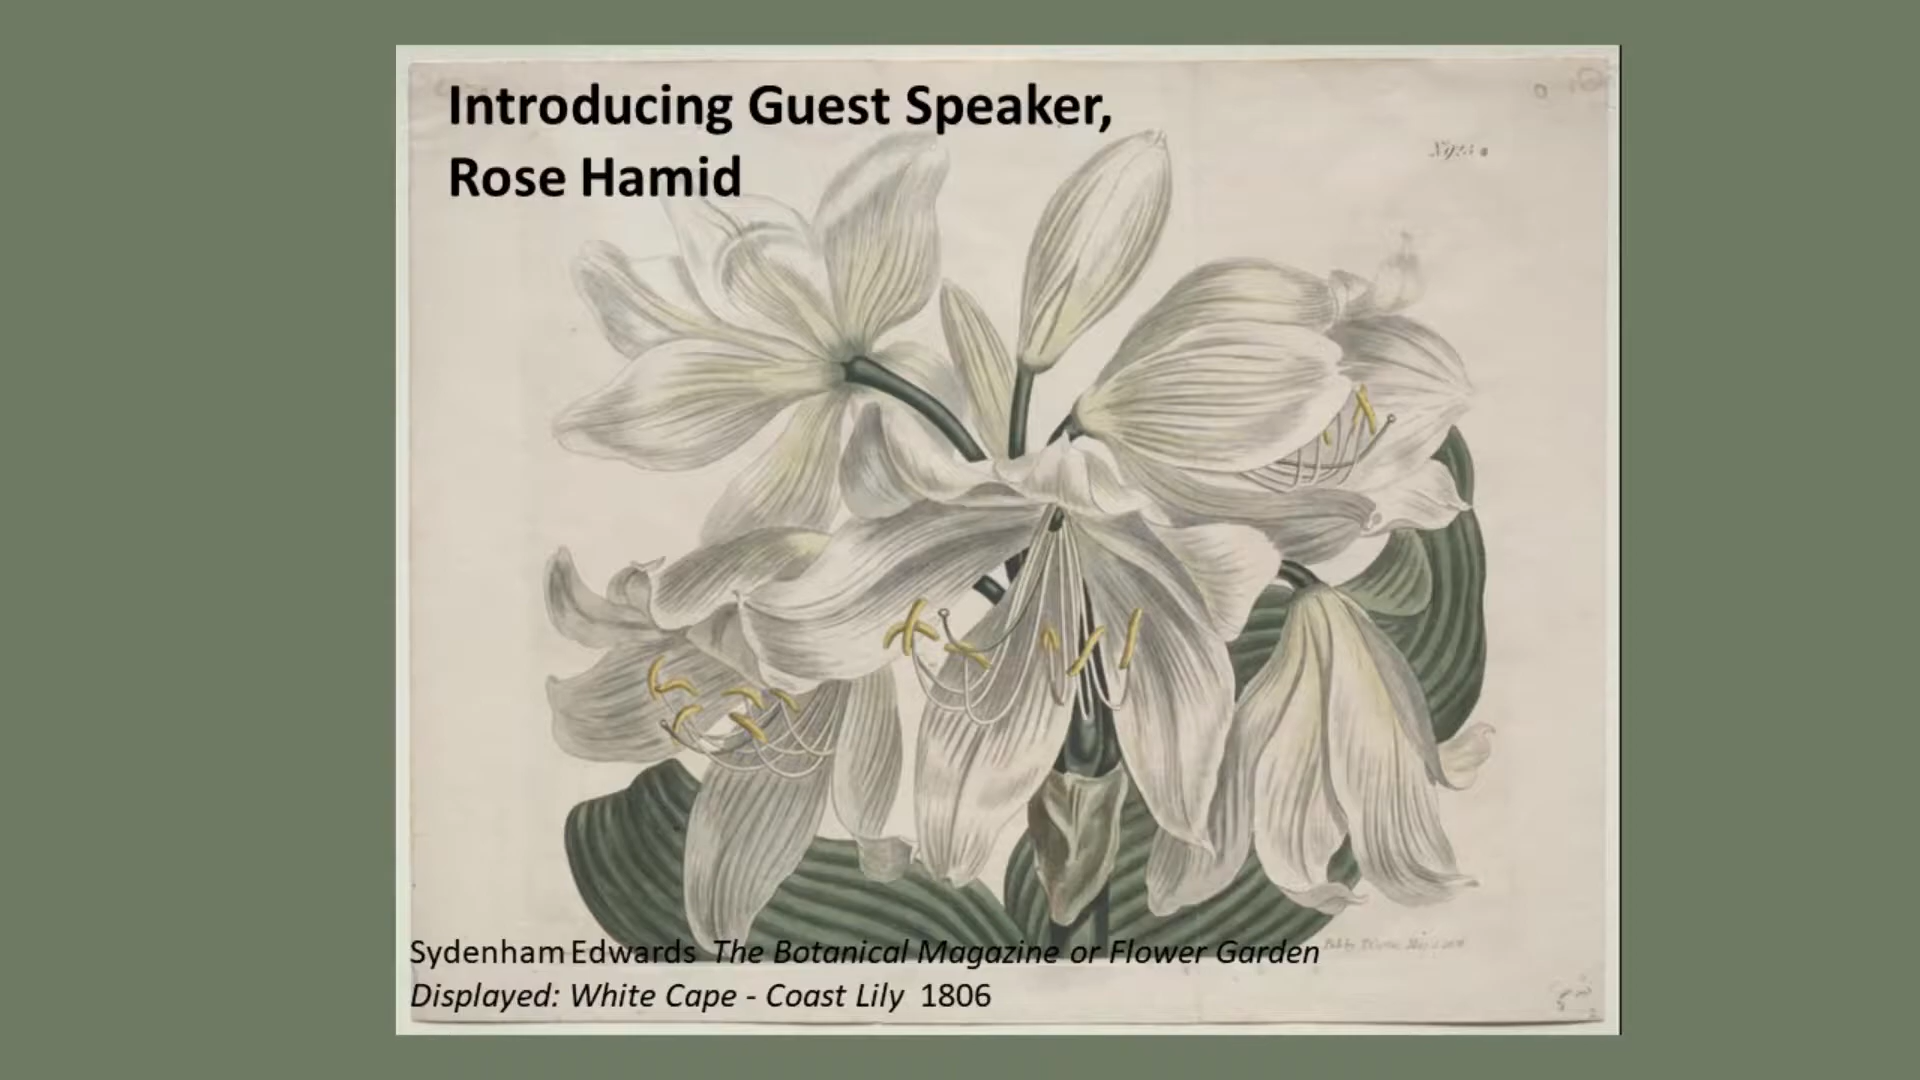 Introducing Guest Speaker,
Rose Hamid
Sydenham Edwards The Botanical Magazine or Flower Garden
Displayed: White Cape - Coast Lily 1806